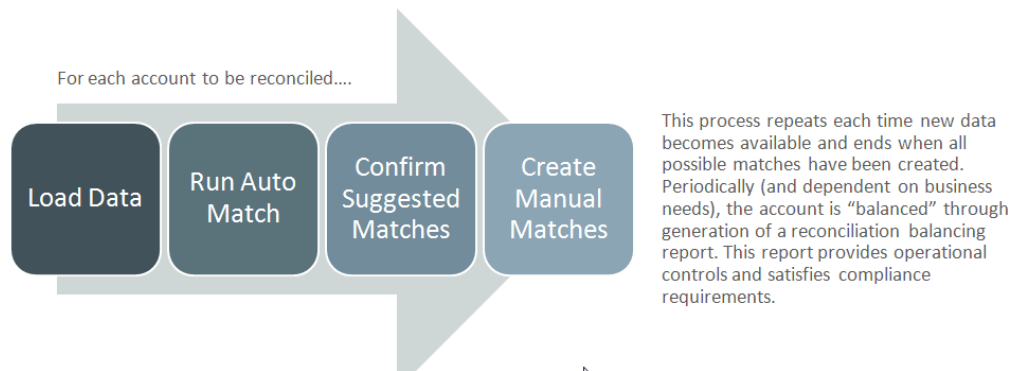 For each account to be reconciled....
Load Data
Run Auto
Match
Confirm
Suggested
Matches
Create
Manual
Matches
This process repeats each time new data
becomes available and ends when all
possible matches have been created.
Periodically (and dependent on business
needs), the account is “balanced” through
generation of a reconciliation balancing
report. This report provides operational
controls and satisfies compliance
requirements.